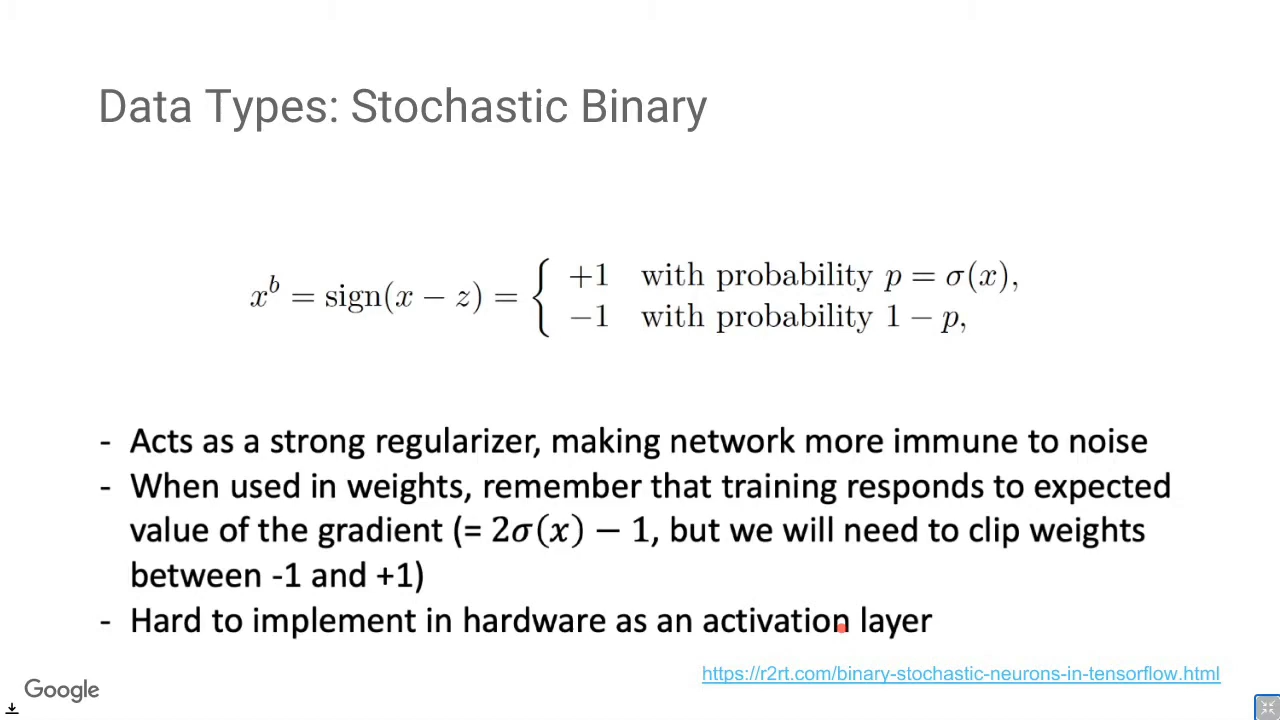 Data Types: Stochastic Binary
x^b = sign(x − z) = { +1 with probability p = σ(x),
−1 with probability 1 − p,
- Acts as a strong regularizer, making network more immune to noise
- When used in weights, remember that training responds to expected
value of the gradient (= 2σ(x) − 1, but we will need to clip weights
between -1 and +1)
- Hard to implement in hardware as an activation layer
https://r2rt.com/binary-stochastic-neurons-in-tensorflow.html
Google